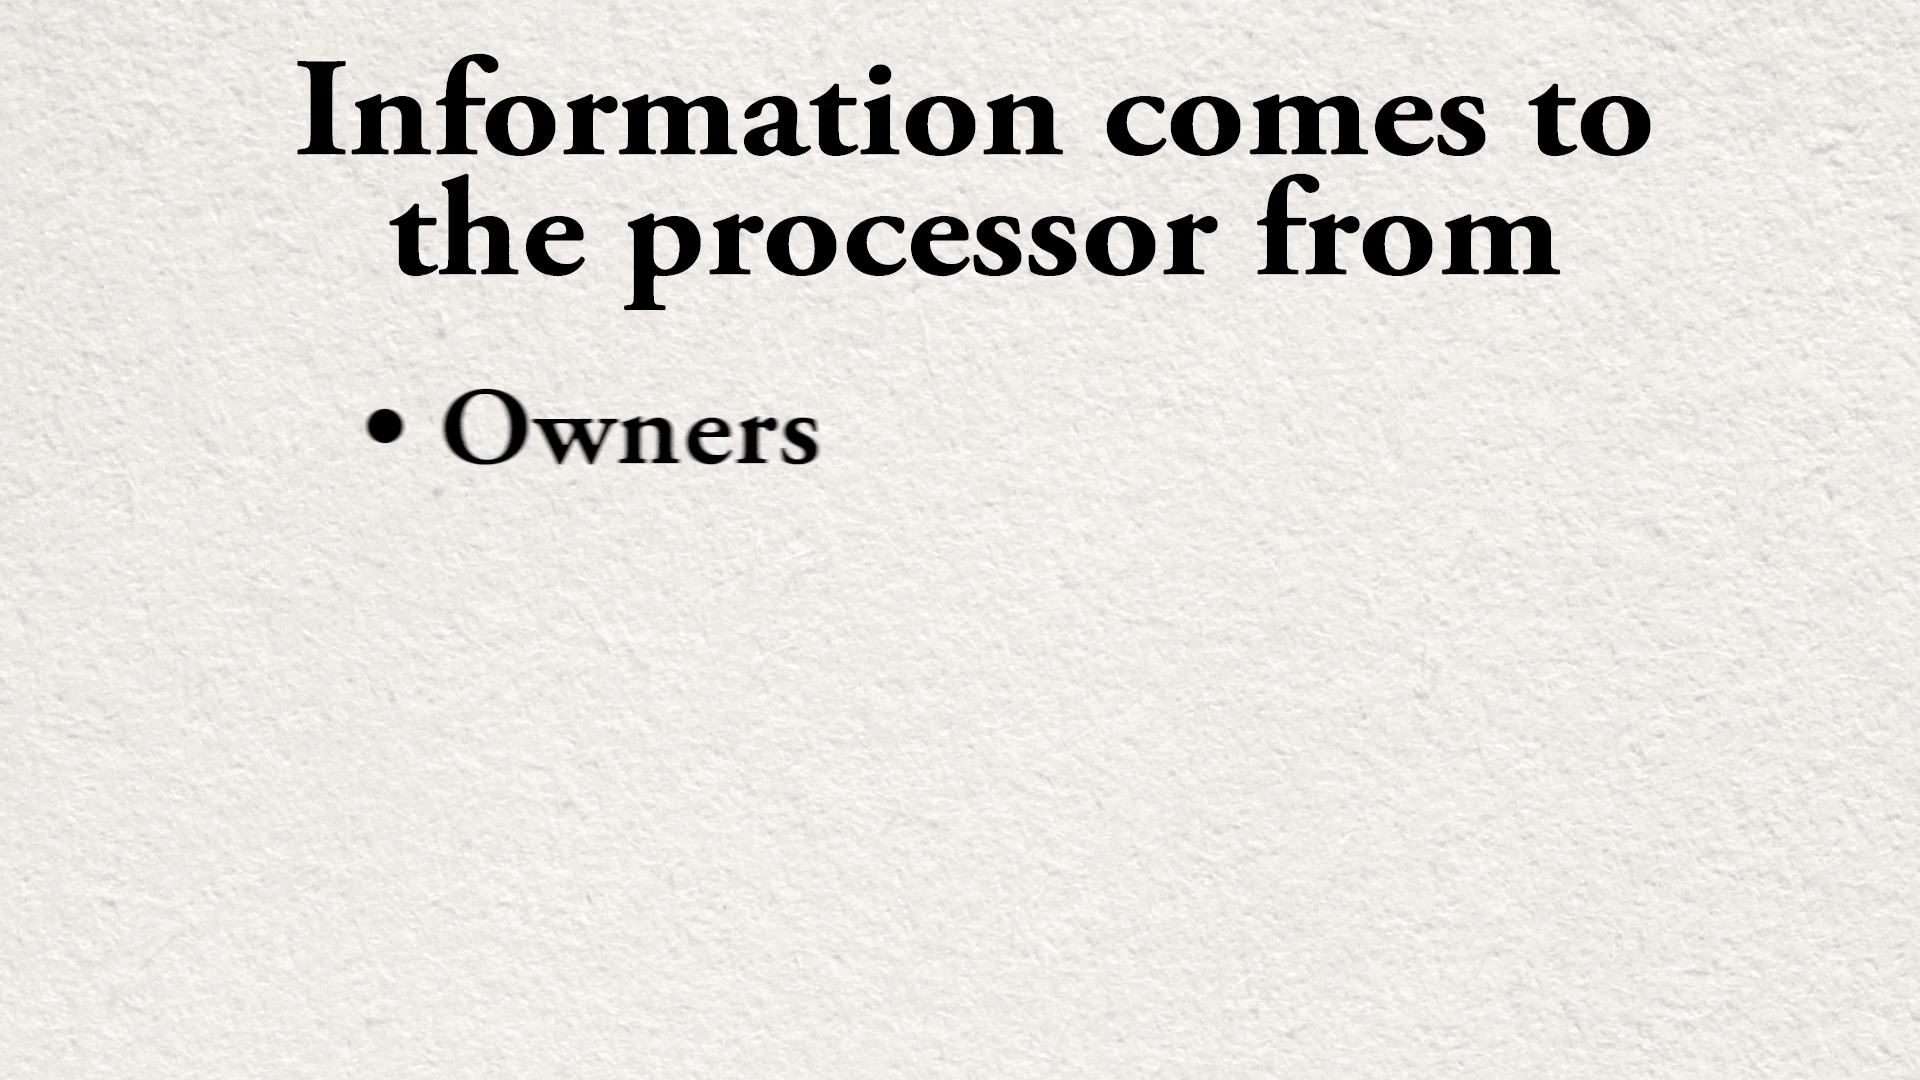 Information comes to
the processor from
• Owners